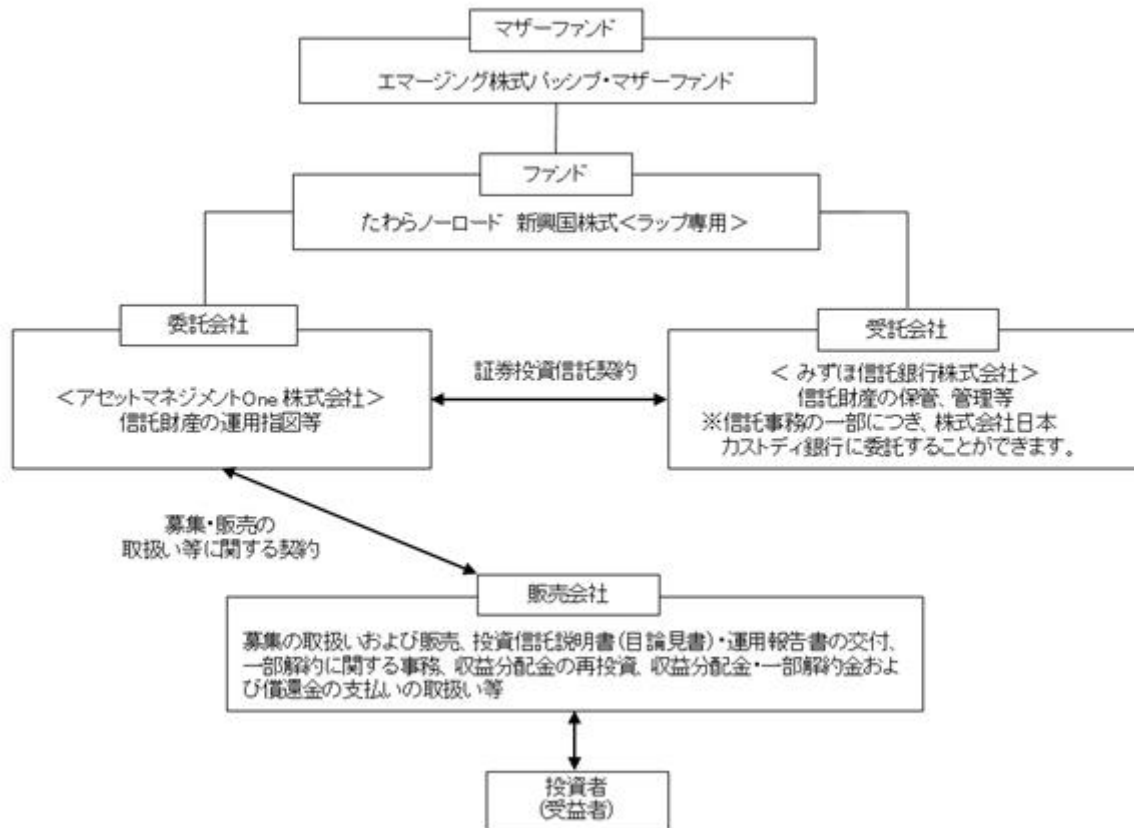 マザーファンド
エマージング株式パッシブ・マザーファンド
ファンド
たわらノーロード 新興国株式＜ラップ専用＞
委託会社
＜アセットマネジメントOne 株式会社＞
信託財産の運用指図等
証券投資信託契約
受託会社
＜ みずほ信託銀行株式会社＞
信託財産の保管、管理等
※信託事務の一部につき、株式会社日本
カストディ銀行に委託することができます。
募集・販売の
取扱い等に関する契約
販売会社
募集の取扱いおよび販売、投資信託説明書(目論見書)・運用報告書の交付、
一部解約に関する事務、収益分配金の再投資、収益分配金・一部解約金およ
び償還金の支払いの取扱い等
投資者
(受益者)